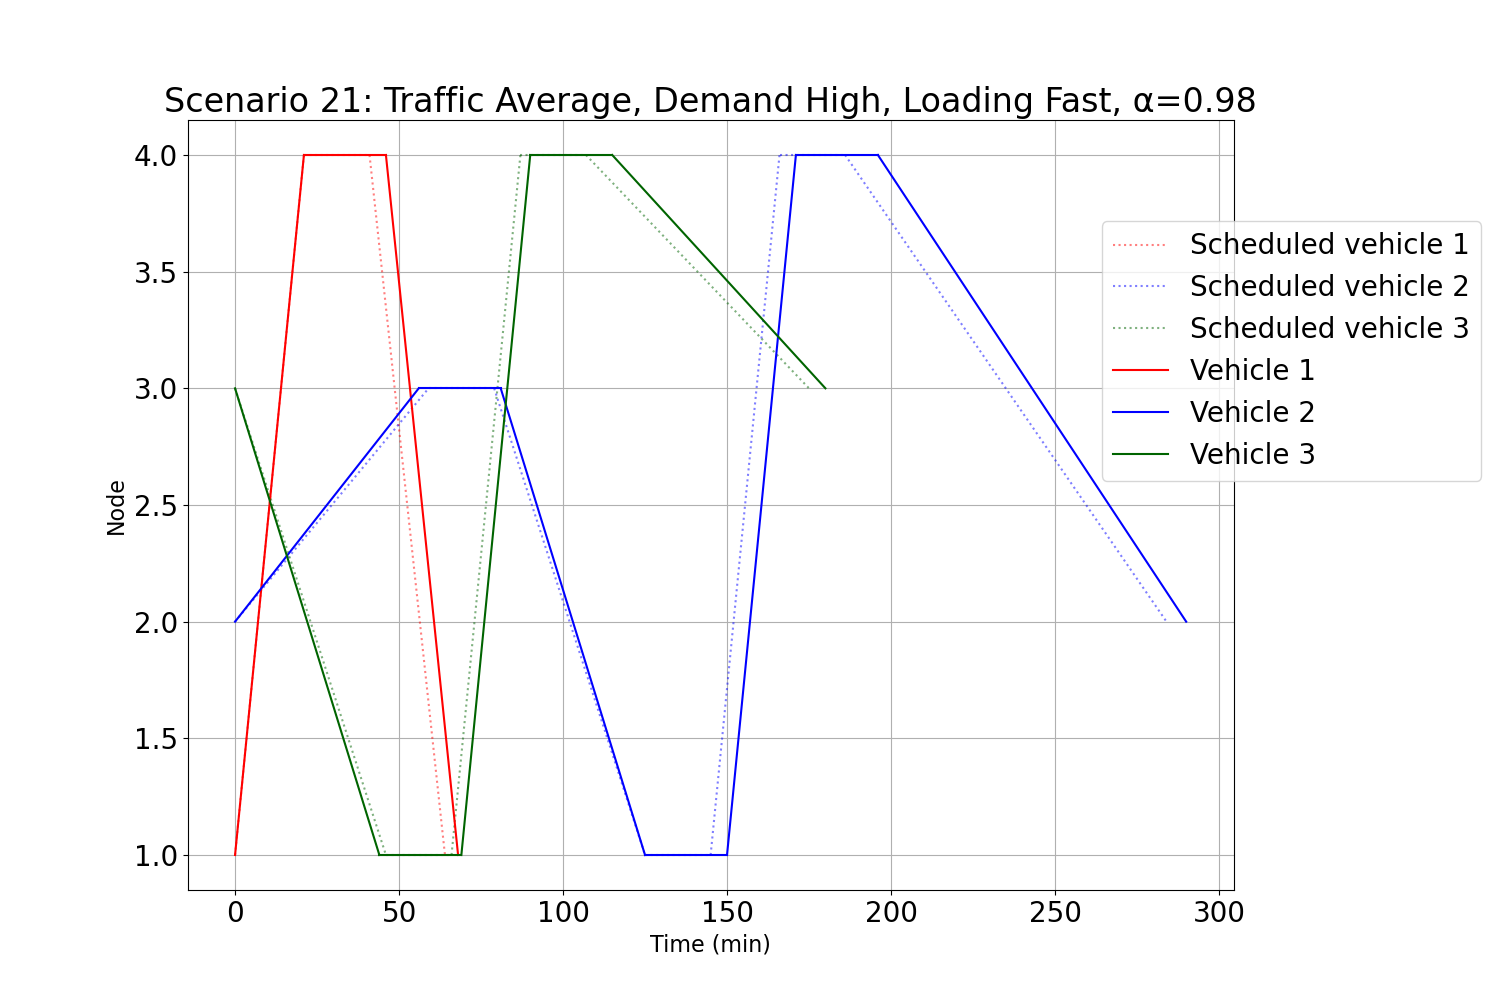 Scenario 21: Traffic Average, Demand High, Loading Fast, α=0.98
4.0
3.5
3.0
2.5
2.0
1.5
1.0
Node
0 50 100 150 200 250 300
Time (min)
Scheduled vehicle 1
Scheduled vehicle 2
Scheduled vehicle 3
Vehicle 1
Vehicle 2
Vehicle 3